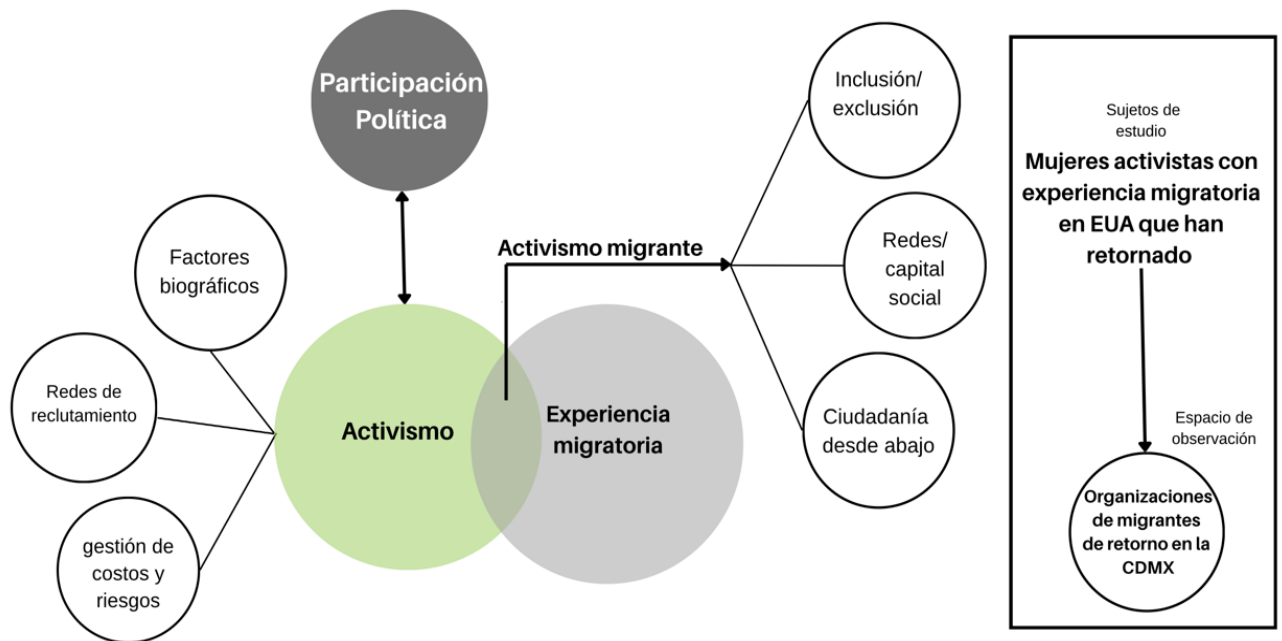 Participación
Política
Factores
biográficos
Redes de
reclutamiento
gestión de
costos y
riesgos
Activismo
Experiencia
migratoria
Activismo migrante
Inclusión/
exclusión
Redes/
capital
social
Ciudadanía
desde abajo
Sujetos de
estudio
Mujeres activistas con
experiencia migratoria
en EUA que han
retornado
Espacio de
observación
Organizaciones
de migrantes
de retorno en la
CDMX